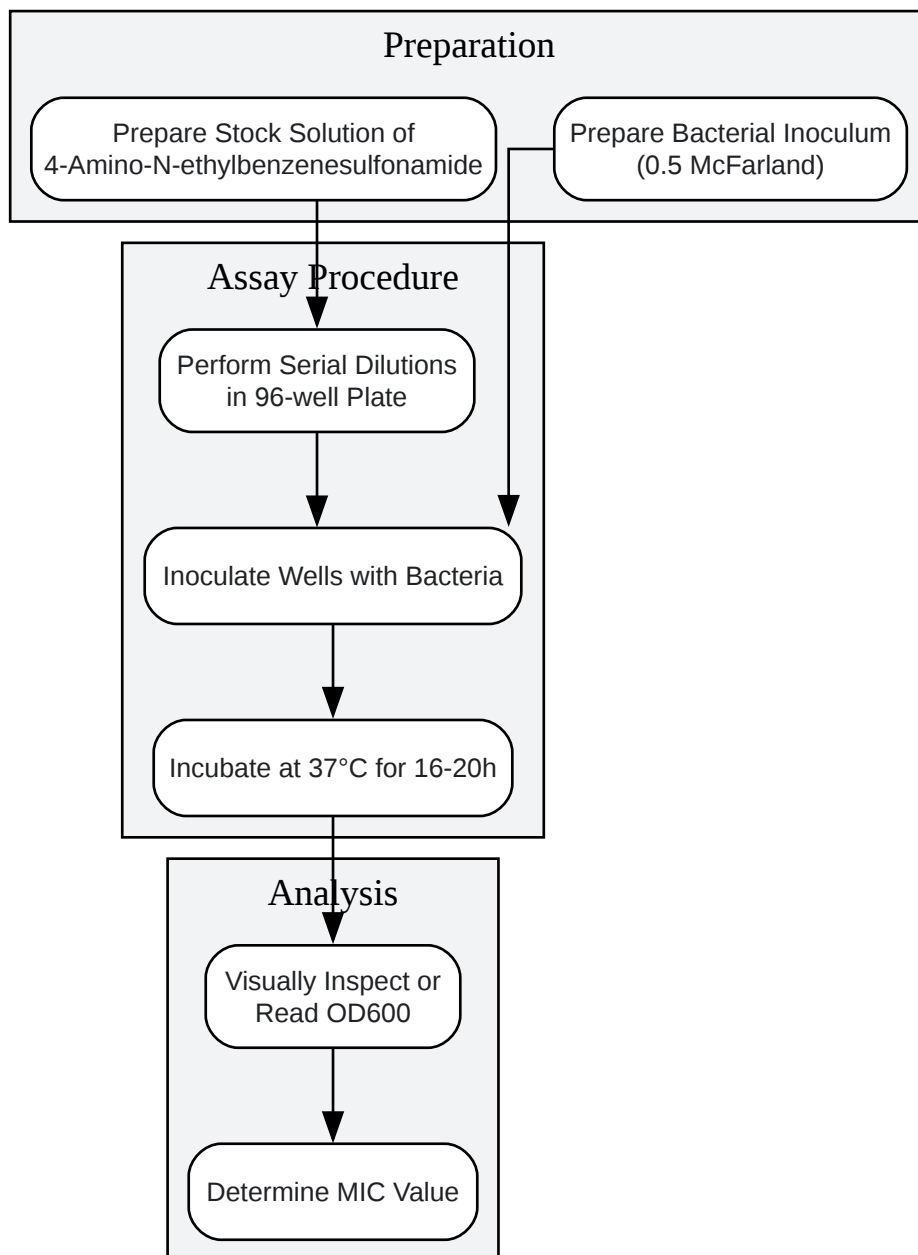 Preparation
Prepare Stock Solution of
4-Amino-N-ethylbenzenesulfonamide
Prepare Bacterial Inoculum
(0.5 McFarland)
Assay Procedure
Perform Serial Dilutions
in 96-well Plate
Inoculate Wells with Bacteria
Incubate at 37°C for 16-20h
Analysis
Visually Inspect or
Read OD600
Determine MIC Value